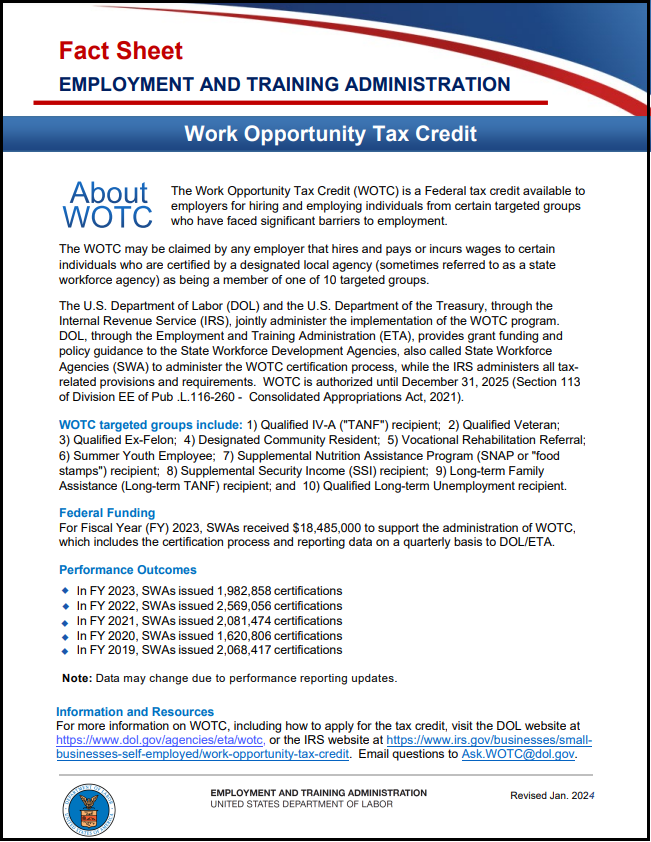 Fact Sheet
EMPLOYMENT AND TRAINING ADMINISTRATION
Work Opportunity Tax Credit
About
WOTC
The Work Opportunity Tax Credit (WOTC) is a Federal tax credit available to
employers for hiring and employing individuals from certain targeted groups
who have faced significant barriers to employment.
The WOTC may be claimed by any employer that hires and pays or incurs wages to certain
individuals who are certified by a designated local agency (sometimes referred to as a state
workforce agency) as being a member of one of 10 targeted groups.
The U.S. Department of Labor (DOL) and the U.S. Department of the Treasury, through the
Internal Revenue Service (IRS), jointly administer the implementation of the WOTC program.
DOL, through the Employment and Training Administration (ETA), provides grant funding and
policy guidance to the State Workforce Development Agencies, also called State Workforce
Agencies (SWA) to administer the WOTC certification process, while the IRS administers all tax-
related provisions and requirements.  WOTC is authorized until December 31, 2025 (Section 113
of Division EE of Pub .L.116-260 -  Consolidated Appropriations Act, 2021).
WOTC targeted groups include: 1) Qualified IV-A ("TANF") recipient;  2) Qualified Veteran;
3) Qualified Ex-Felon;  4) Designated Community Resident;  5) Vocational Rehabilitation Referral;
6) Summer Youth Employee;  7) Supplemental Nutrition Assistance Program (SNAP or "food
stamps") recipient;  8) Supplemental Security Income (SSI) recipient;  9) Long-term Family
Assistance (Long-term TANF) recipient; and  10) Qualified Long-term Unemployment recipient.
Federal Funding
For Fiscal Year (FY) 2023, SWAs received $18,485,000 to support the administration of WOTC,
which includes the certification process and reporting data on a quarterly basis to DOL/ETA.
Performance Outcomes
◆ In FY 2023, SWAs issued 1,982,858 certifications
◆ In FY 2022, SWAs issued 2,569,056 certifications
◆ In FY 2021, SWAs issued 2,081,474 certifications
◆ In FY 2020, SWAs issued 1,620,806 certifications
◆ In FY 2019, SWAs issued 2,068,417 certifications
Note: Data may change due to performance reporting updates.
Information and Resources
For more information on WOTC, including how to apply for the tax credit, visit the DOL website at
https://www.dol.gov/agencies/eta/wotc, or the IRS website at https://www.irs.gov/businesses/small-
businesses-self-employed/work-opportunity-tax-credit.  Email questions to Ask.WOTC@dol.gov.
EMPLOYMENT AND TRAINING ADMINISTRATION
UNITED STATES DEPARTMENT OF LABOR
Revised Jan. 2024